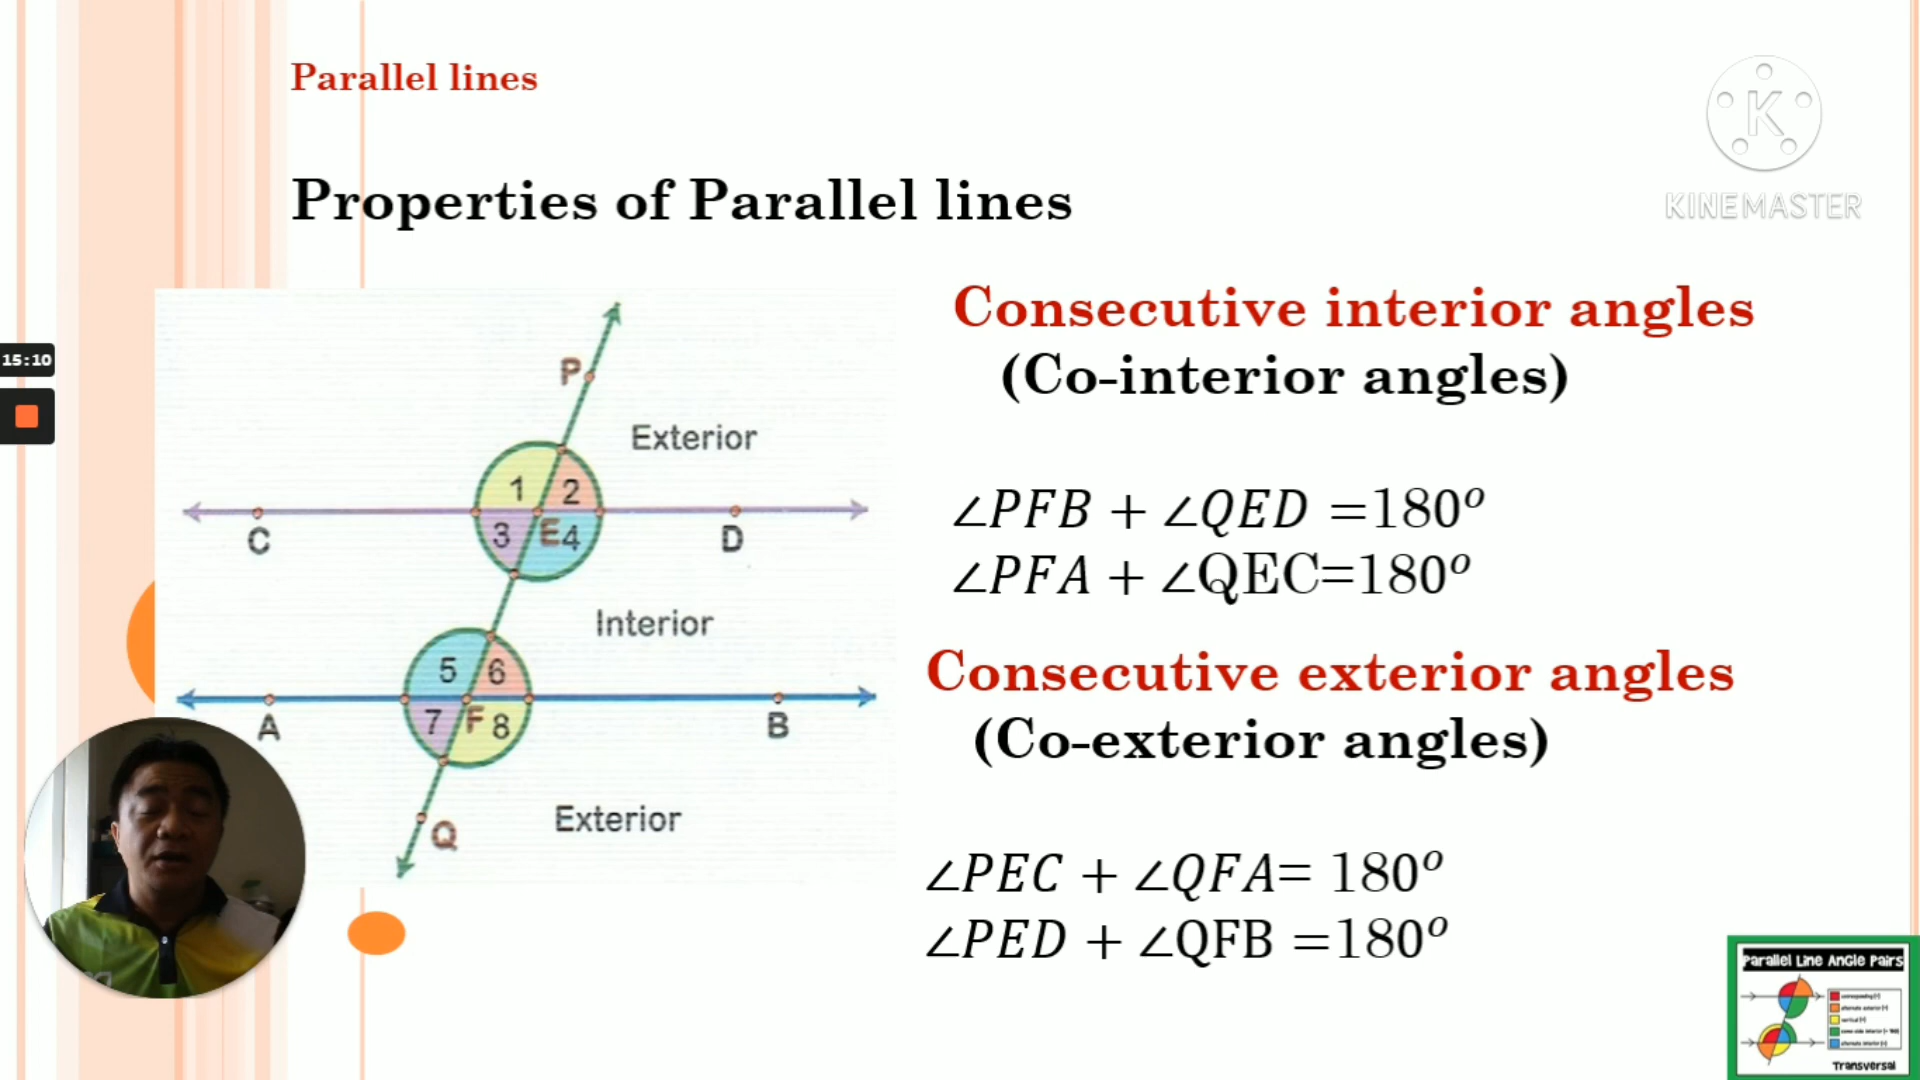 Parallel lines
KINEMASTER
K
Properties of Parallel lines
15:10
Consecutive interior angles
(Co-interior angles)
∠PFB + ∠QED =180°
∠PFA + ∠QEC=180°
Consecutive exterior angles
(Co-exterior angles)
∠PEC + ∠QFA= 180°
∠PED + ∠QFB =180°
P
Exterior
1 2
3 E 4
C D
Interior
5 6
7 F 8
A B
Q
Exterior
Parallel Line Angle Pairs
Transversal